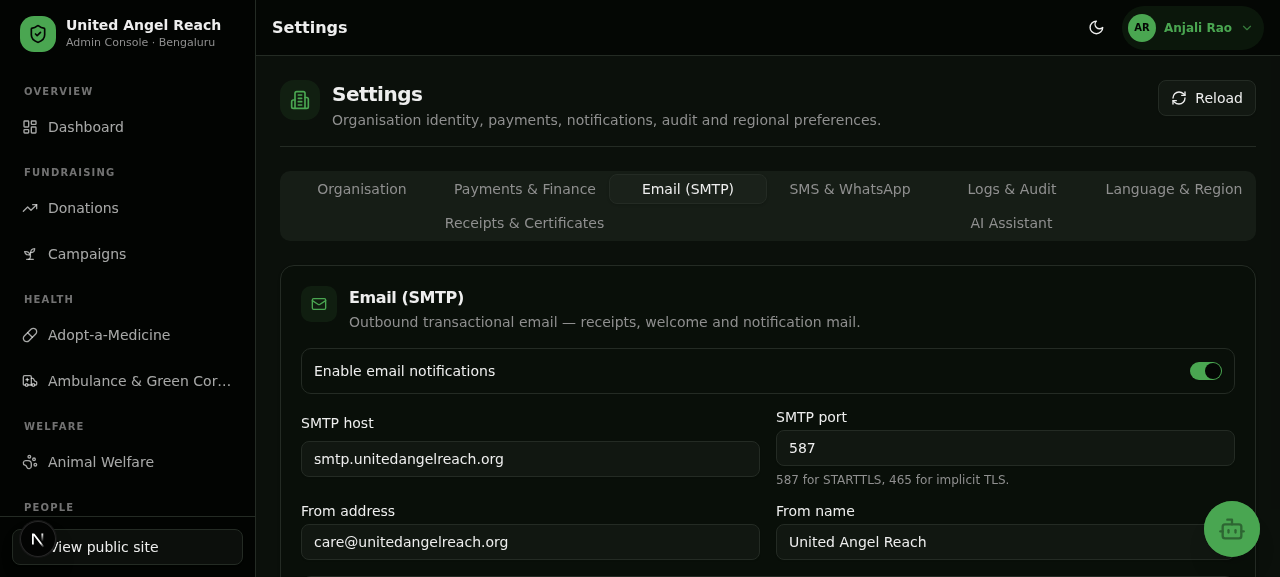 United Angel Reach
Admin Console · Bengaluru
OVERVIEW
Dashboard
FUNDRAISING
Donations
Campaigns
HEALTH
Adopt-a-Medicine
Ambulance & Green Cor...
WELFARE
Animal Welfare
PEOPLE
N
View public site
Settings
AR
Anjali Rao
Settings
Organisation identity, payments, notifications, audit and regional preferences.
Reload
Organisation
Payments & Finance
Email (SMTP)
SMS & WhatsApp
Logs & Audit
Language & Region
Receipts & Certificates
AI Assistant
Email (SMTP)
Outbound transactional email — receipts, welcome and notification mail.
Enable email notifications
SMTP host
smtp.unitedangelreach.org
SMTP port
587
587 for STARTTLS, 465 for implicit TLS.
From address
care@unitedangelreach.org
From name
United Angel Reach